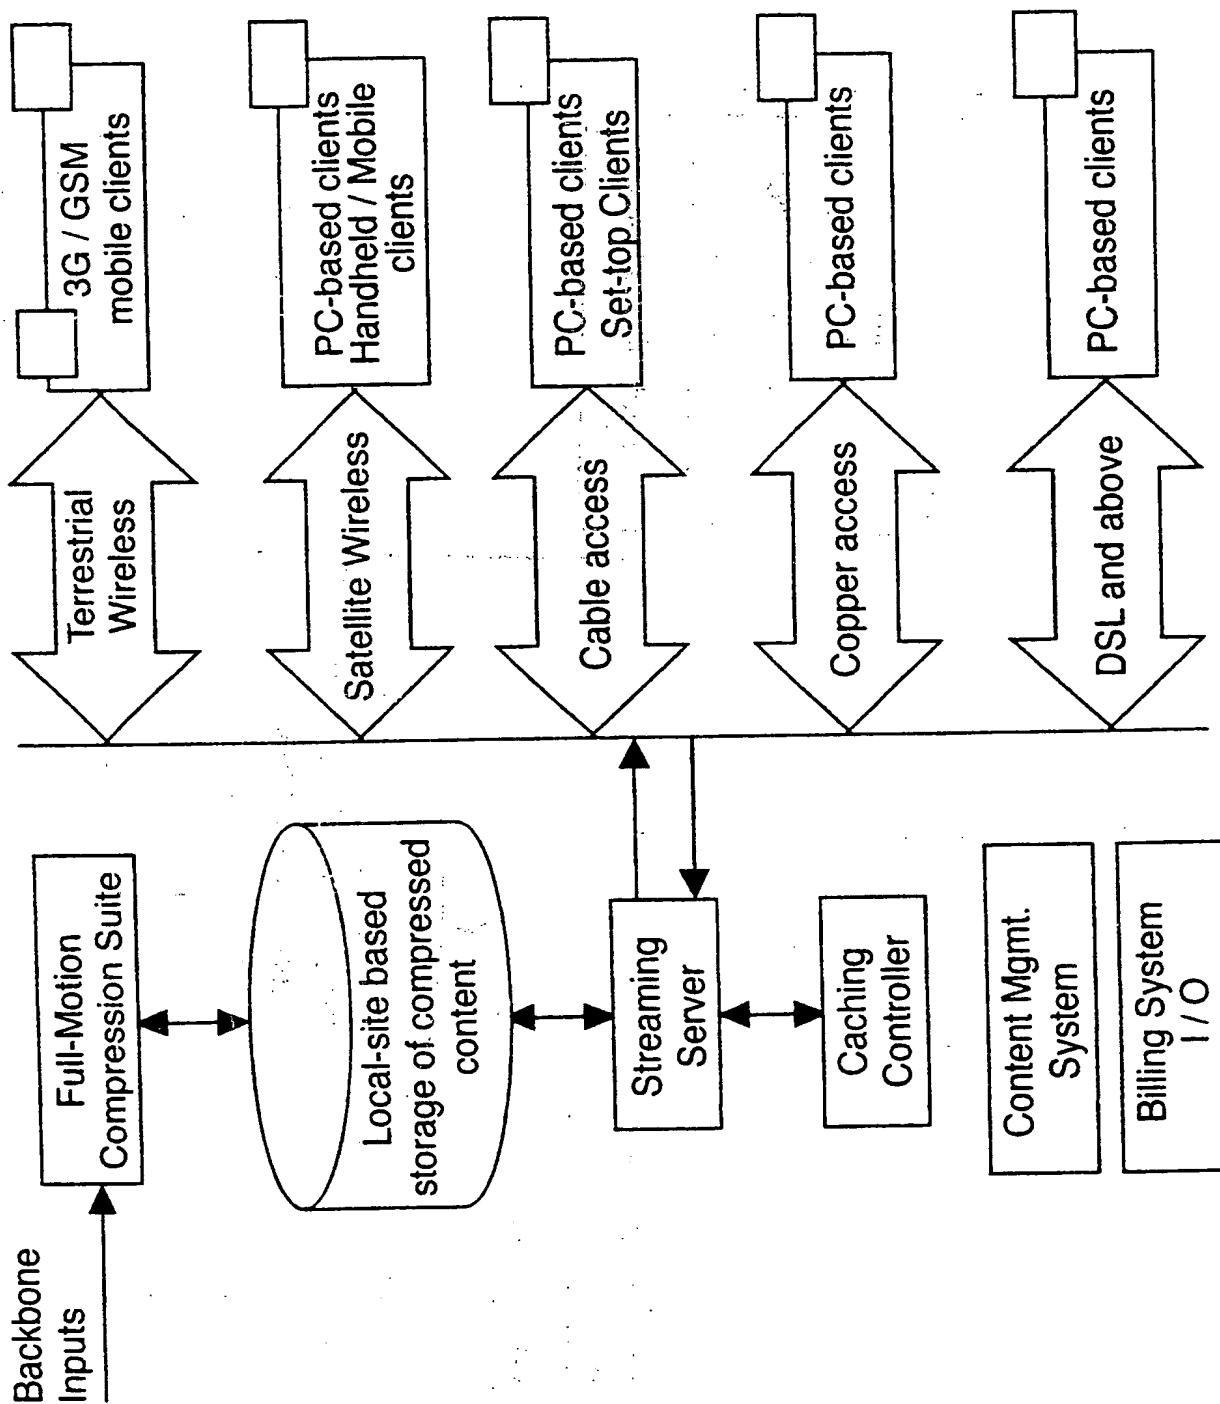 Backbone
Inputs
Full-Motion
Compression Suite
Local-site based
storage of compressed
content
Streaming
Server
Caching
Controller
Content Mgmt.
System
Billing System
I / O
Terrestrial
Wireless
Satellite Wireless
Cable access
Copper access
DSL and above
3G / GSM
mobile clients
PC-based clients
Handheld / Mobile
clients
PC-based clients
Set-top Clients
PC-based clients
PC-based clients